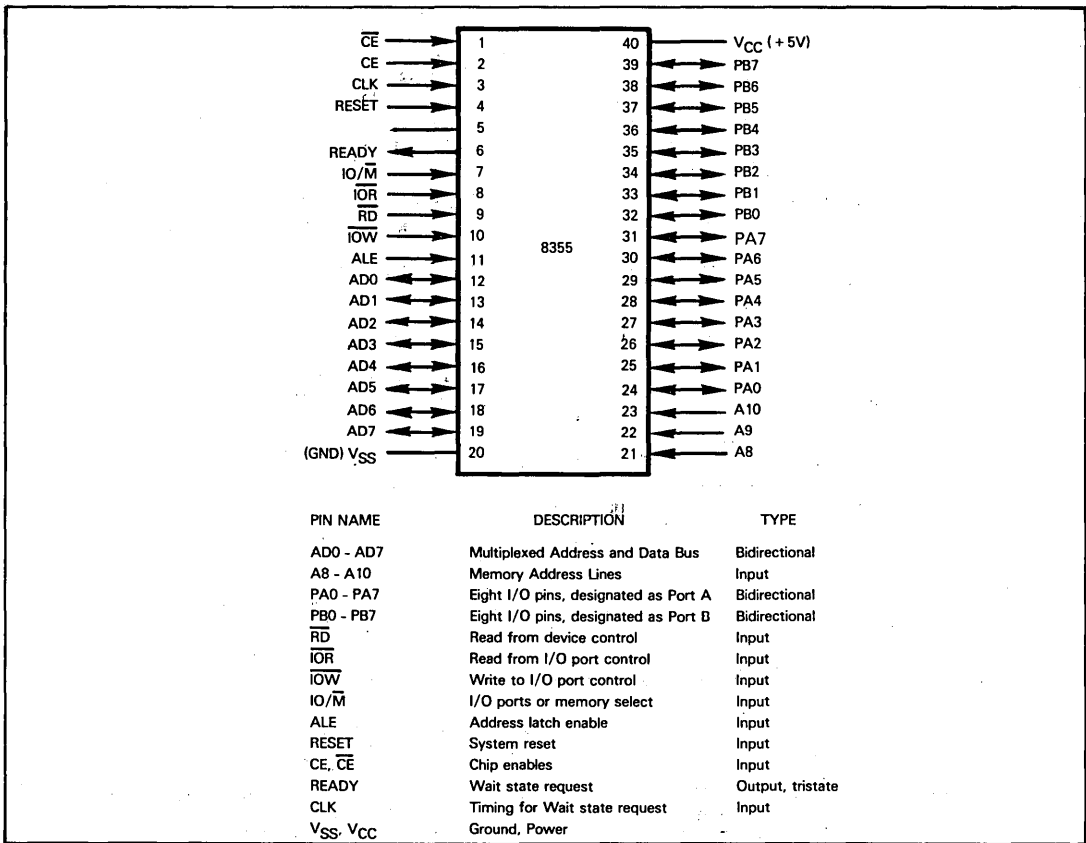 C̅E̅ 1 40 VCC (+5V)
CE 2 39 PB7
CLK 3 38 PB6
RESET 4 37 PB5
5 36 PB4
READY 6 35 PB3
IO/M̅ 7 34 PB2
I̅O̅R̅ 8 33 PB1
R̅D̅ 9 32 PB0
I̅O̅W̅ 10 8355 31 PA7
ALE 11 30 PA6
AD0 12 29 PA5
AD1 13 28 PA4
AD2 14 27 PA3
AD3 15 26 PA2
AD4 16 25 PA1
AD5 17 24 PA0
AD6 18 23 A10
AD7 19 22 A9
(GND) VSS 20 21 A8
PIN NAME DESCRIPTION TYPE
AD0 - AD7 Multiplexed Address and Data Bus Bidirectional
A8 - A10 Memory Address Lines Input
PA0 - PA7 Eight I/O pins, designated as Port A Bidirectional
PB0 - PB7 Eight I/O pins, designated as Port B Bidirectional
R̅D̅ Read from device control Input
I̅O̅R̅ Read from I/O port control Input
I̅O̅W̅ Write to I/O port control Input
IO/M̅ I/O ports or memory select Input
ALE Address latch enable Input
RESET System reset Input
CE, C̅E̅ Chip enables Input
READY Wait state request Output, tristate
CLK Timing for Wait state request Input
VSS, VCC Ground, Power